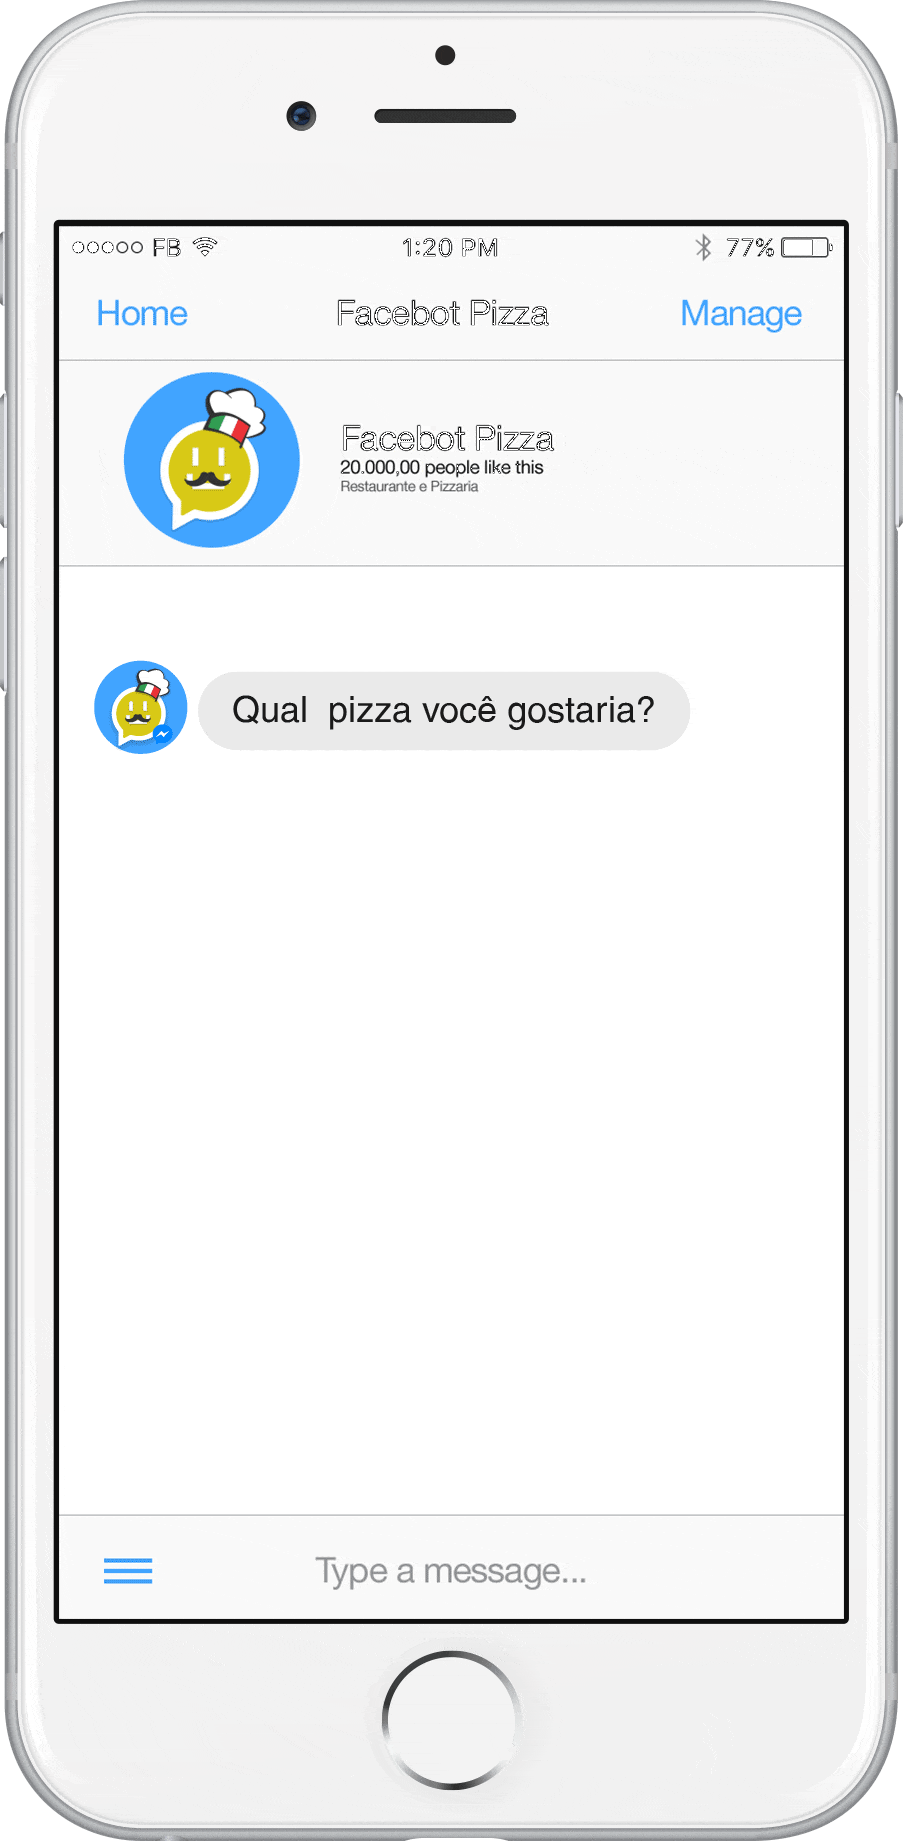 FB 1:20 PM 77%
Home Facebot Pizza Manage
Facebot Pizza
20.000,00 people like this
Restaurante e Pizzaria
Qual  pizza você gostaria?
Type a message...